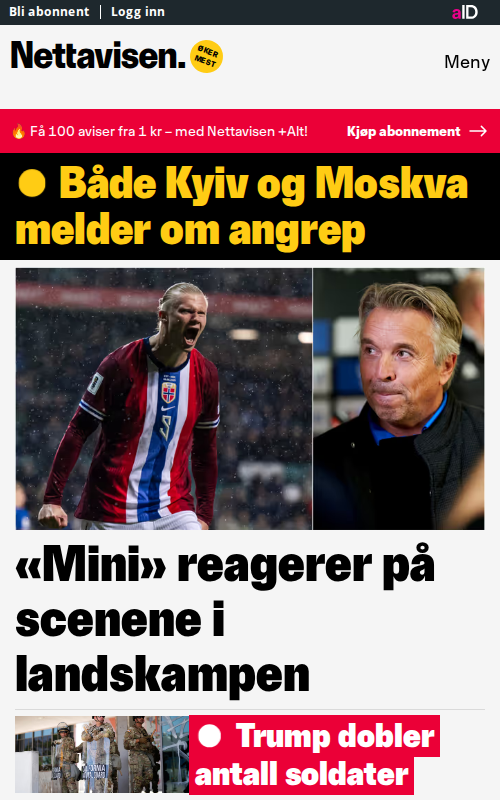 Bli abonnent | Logg inn
aID
Nettavisen.
ØKER
MEST
Meny
🔥 Få 100 aviser fra 1 kr – med Nettavisen +Alt!
Kjøp abonnement →
Både Kyiv og Moskva
melder om angrep
«Mini» reagerer på
scenene i
landskampen
Trump dobler
antall soldater